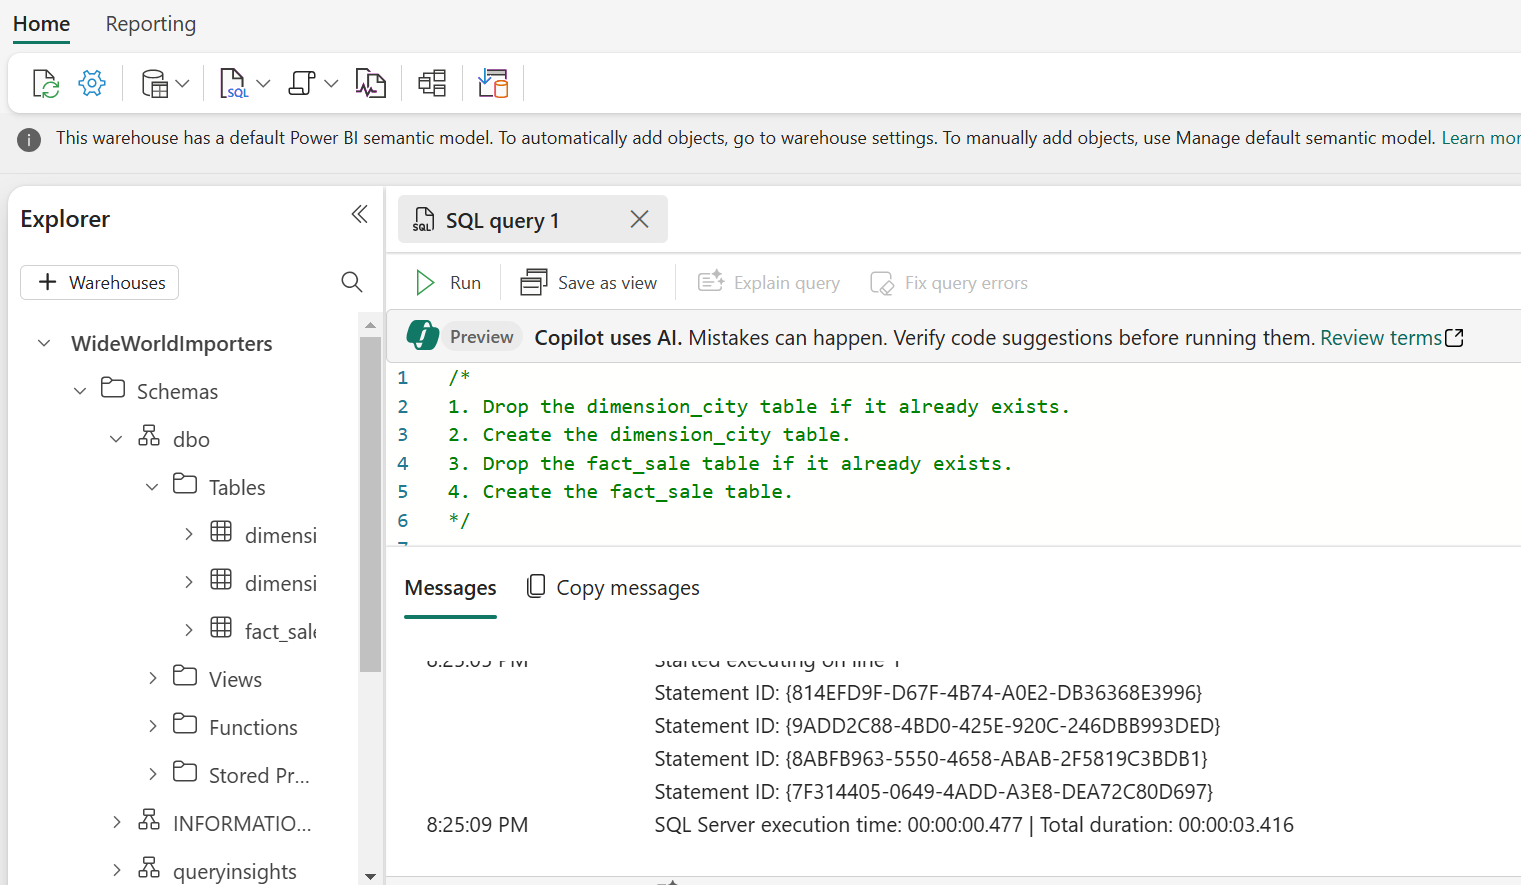 Home Reporting
SQL
This warehouse has a default Power BI semantic model. To automatically add objects, go to warehouse settings. To manually add objects, use Manage default semantic model. Learn mor
Explorer
Warehouses
WideWorldImporters
Schemas
dbo
Tables
dimensi
dimensi
fact_sale
Views
Functions
Stored Pr...
INFORMATIO...
queryinsights
SQL SQL query 1
Run Save as view Explain query Fix query errors
Preview Copilot uses AI. Mistakes can happen. Verify code suggestions before running them. Review terms
1 /*
2 1. Drop the dimension_city table if it already exists.
3 2. Create the dimension_city table.
4 3. Drop the fact_sale table if it already exists.
5 4. Create the fact_sale table.
6 */
7
Messages Copy messages
8:25:05 PM Started executing on line 1
Statement ID: {814EFD9F-D67F-4B74-A0E2-DB36368E3996}
Statement ID: {9ADD2C88-4BD0-425E-920C-246DBB993DED}
Statement ID: {8ABFB963-5550-4658-ABAB-2F5819C3BDB1}
Statement ID: {7F314405-0649-4ADD-A3E8-DEA72C80D697}
8:25:09 PM SQL Server execution time: 00:00:00.477 | Total duration: 00:00:03.416